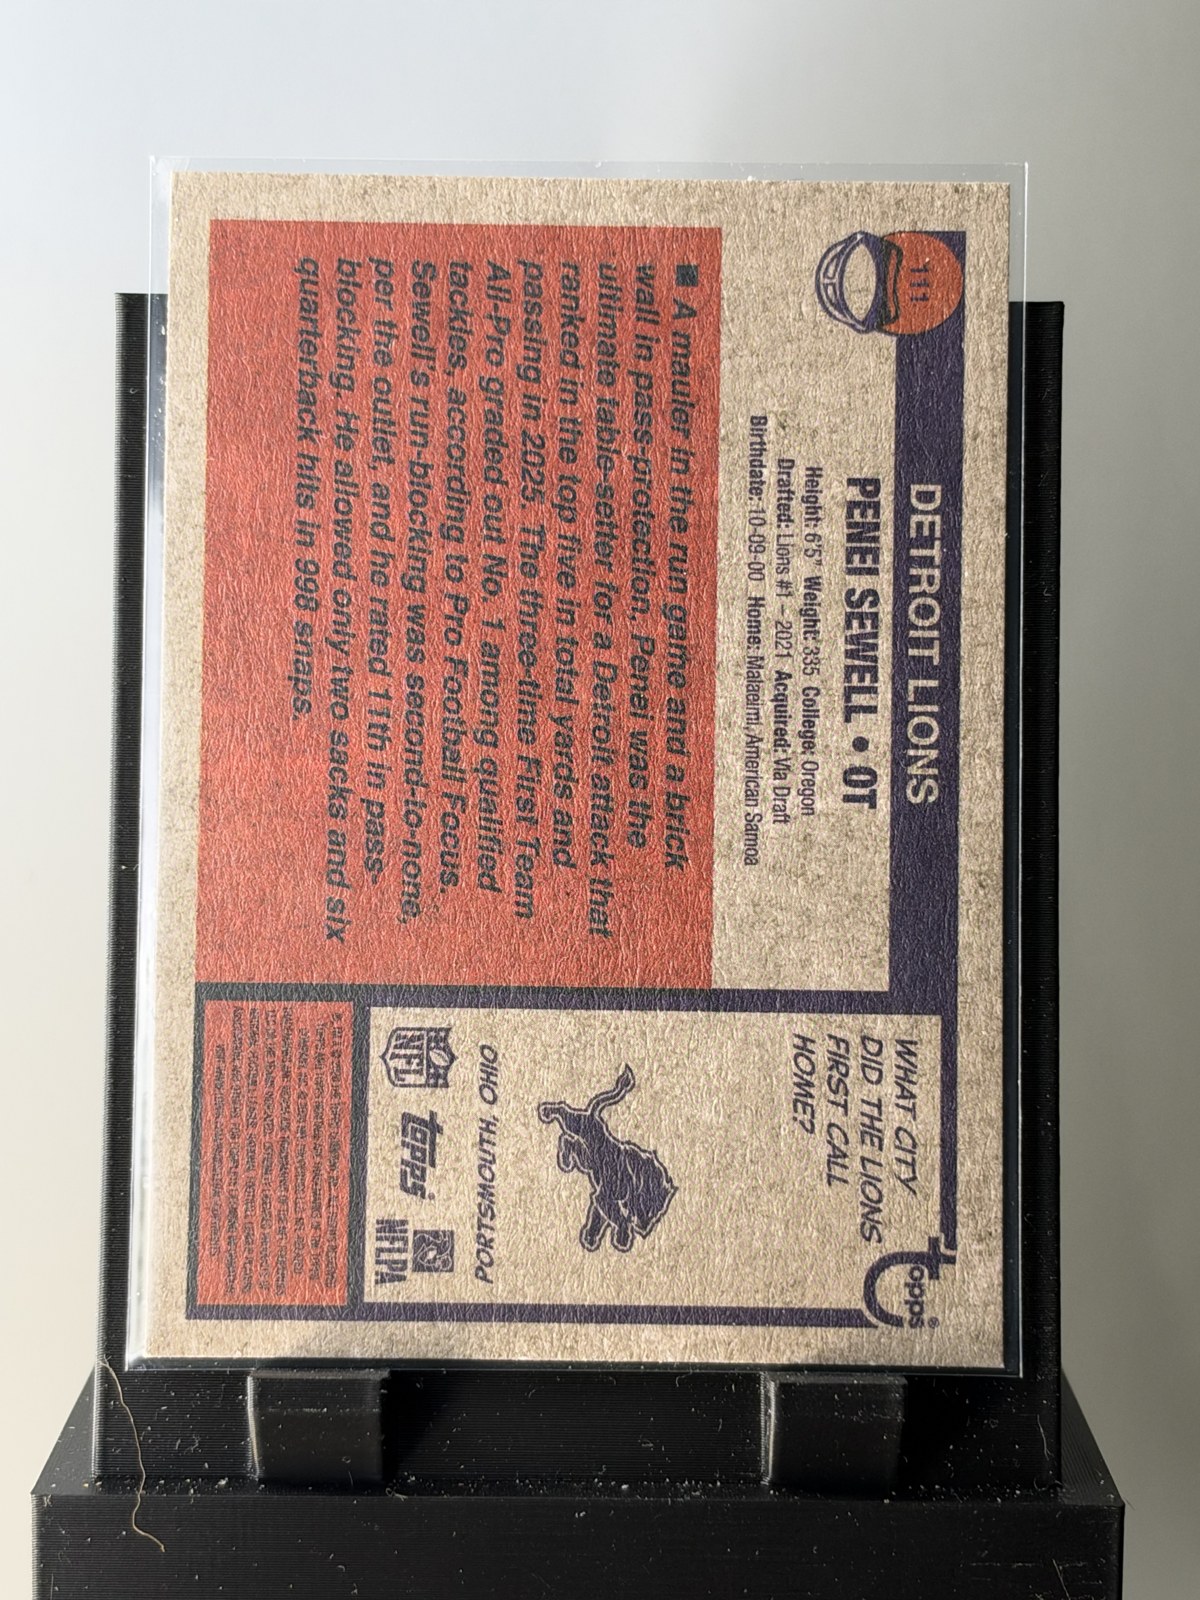 111
DETROIT LIONS
PENEI SEWELL • OT
Height: 6'5" Weight: 335 College: Oregon
Drafted: Lions #1 - 2021 Acquired: Via Draft
Birthdate: 10-09-00 Home: Malaeimi, American Samoa
■ A mauler in the run game and a brick
wall in pass-protection, Penei was the
ultimate table-setter for a Detroit attack that
ranked in the top five in total yards and
passing in 2025. The three-time First Team
All-Pro graded out No. 1 among qualified
tackles, according to Pro Football Focus.
Sewell's run-blocking was second-to-none,
per the outlet, and he rated 11th in pass-
blocking. He allowed only two sacks and six
quarterback hits in 998 snaps.
topps®
WHAT CITY
DID THE LIONS
FIRST CALL
HOME?
PORTSMOUTH, OHIO
NFL
topps
NFLPA